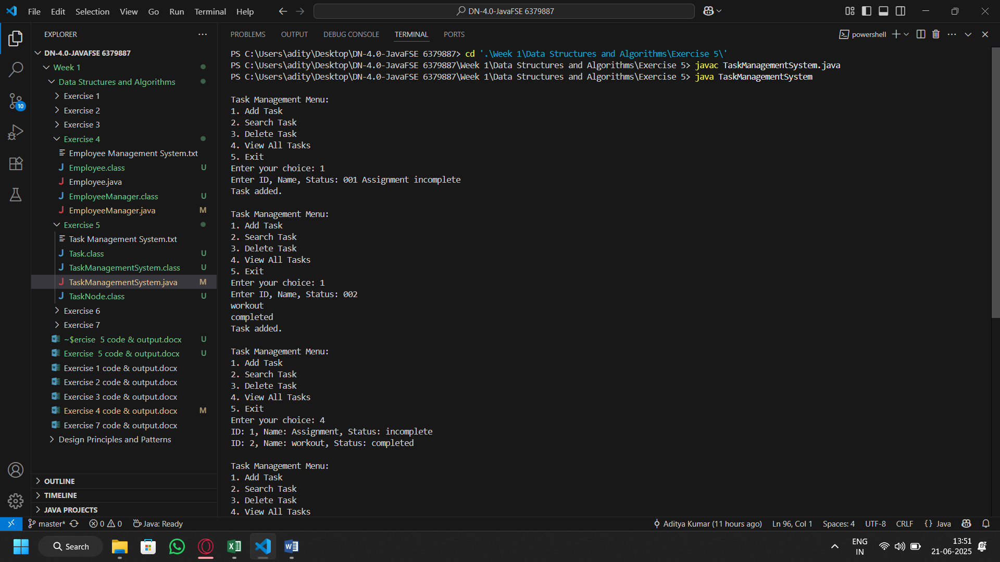 File Edit Selection View Go Run Terminal Help
DN-4.0-JavaFSE 6379887
EXPLORER
DN-4.0-JAVAFSE 6379887
Week 1
Data Structures and Algorithms
Exercise 1
Exercise 2
Exercise 3
Exercise 4
Employee Management System.txt
Employee.class U
Employee.java
EmployeeManager.class U
EmployeeManager.java M
Exercise 5
Task Management System.txt
Task.class U
TaskManagementSystem.class U
TaskManagementSystem.java M
TaskNode.class U
Exercise 6
Exercise 7
~$ercise  5 code & output.docx U
Exercise  5 code & output.docx U
Exercise 1 code & output.docx
Exercise 2 code & output.docx
Exercise 3 code & output.docx
Exercise 4 code & output.docx M
Exercise 7 code & output.docx
Design Principles and Patterns
OUTLINE
TIMELINE
JAVA PROJECTS
10
PROBLEMS OUTPUT DEBUG CONSOLE TERMINAL PORTS
powershell
PS C:\Users\adity\Desktop\DN-4.0-JavaFSE 6379887> cd '.\Week 1\Data Structures and Algorithms\Exercise 5\'
PS C:\Users\adity\Desktop\DN-4.0-JavaFSE 6379887\Week 1\Data Structures and Algorithms\Exercise 5> javac TaskManagementSystem.java
PS C:\Users\adity\Desktop\DN-4.0-JavaFSE 6379887\Week 1\Data Structures and Algorithms\Exercise 5> java TaskManagementSystem
Task Management Menu:
1. Add Task
2. Search Task
3. Delete Task
4. View All Tasks
5. Exit
Enter your choice: 1
Enter ID, Name, Status: 001 Assignment incomplete
Task added.
Task Management Menu:
1. Add Task
2. Search Task
3. Delete Task
4. View All Tasks
5. Exit
Enter your choice: 1
Enter ID, Name, Status: 002
workout
completed
Task added.
Task Management Menu:
1. Add Task
2. Search Task
3. Delete Task
4. View All Tasks
5. Exit
Enter your choice: 4
ID: 1, Name: Assignment, Status: incomplete
ID: 2, Name: workout, Status: completed
Task Management Menu:
1. Add Task
2. Search Task
3. Delete Task
4. View All Tasks
master* 0 0 Java: Ready
Aditya Kumar (11 hours ago) Ln 96, Col 1 Spaces: 4 UTF-8 CRLF {} Java
Search
ENG
IN
13:51
21-06-2025